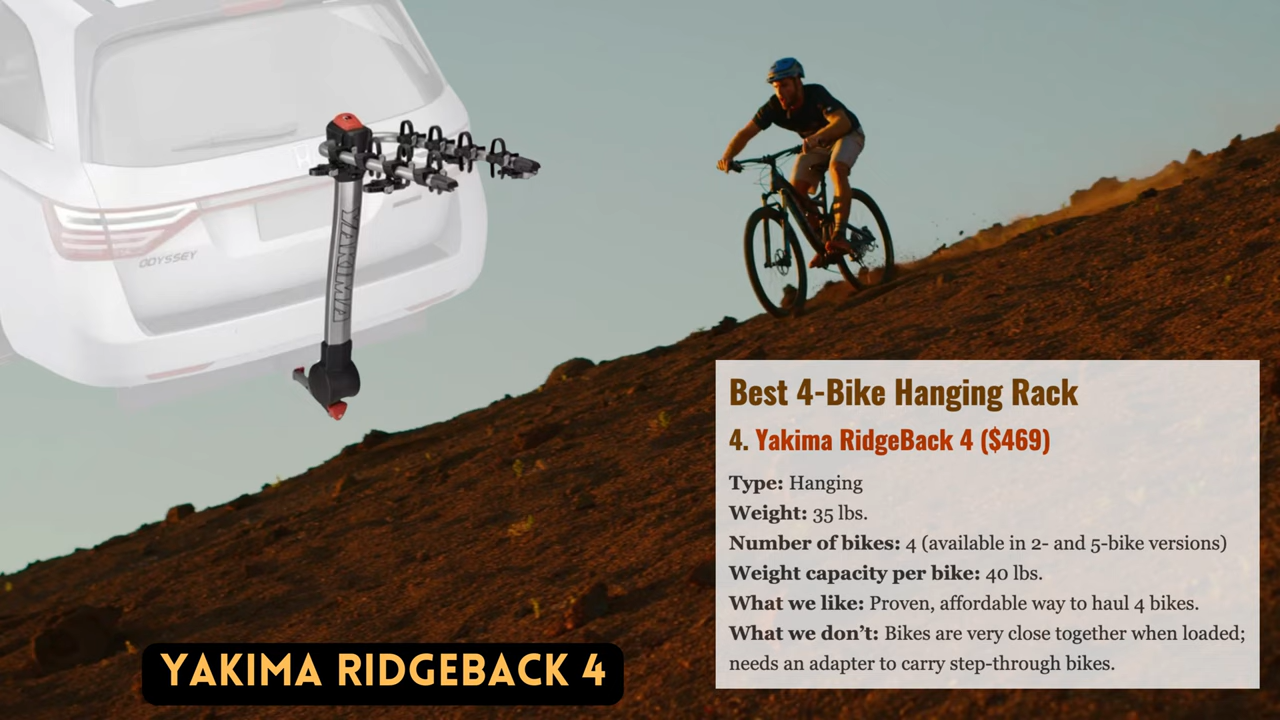 ODYSSEY
YAKIMA
Best 4-Bike Hanging Rack
4. Yakima RidgeBack 4 ($469)
Type: Hanging
Weight: 35 lbs.
Number of bikes: 4 (available in 2- and 5-bike versions)
Weight capacity per bike: 40 lbs.
What we like: Proven, affordable way to haul 4 bikes.
What we don’t: Bikes are very close together when loaded;
needs an adapter to carry step-through bikes.
YAKIMA RIDGEBACK 4